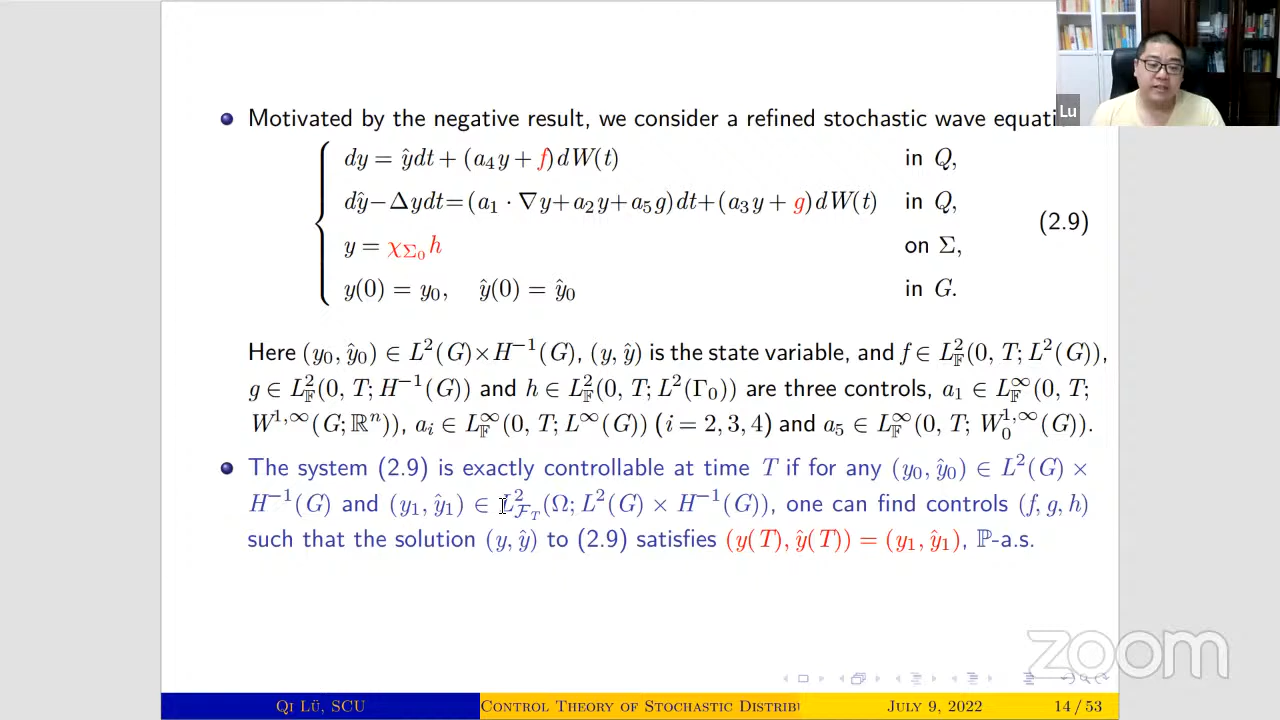 Motivated by the negative result, we consider a refined stochastic wave equati
dy = ŷdt + (a₄y + f)dW(t) in Q,
dŷ−Δydt=(a₁ · ∇y+a₂y+a₅g)dt+(a₃y + g)dW(t) in Q,
(2.9)
y = χ_{Σ₀}h on Σ,
y(0) = y₀, ŷ(0) = ŷ₀ in G.
Here (y₀, ŷ₀) ∈ L²(G)×H⁻¹(G), (y, ŷ) is the state variable, and f ∈ L²_𝔽(0, T; L²(G)),
g ∈ L²_𝔽(0, T; H⁻¹(G)) and h ∈ L²_𝔽(0, T; L²(Γ₀)) are three controls, a₁ ∈ L^∞_𝔽(0, T;
W^{1,∞}(G; ℝⁿ)), aᵢ ∈ L^∞_𝔽(0, T; L^∞(G)) (i = 2, 3, 4) and a₅ ∈ L^∞_𝔽(0, T; W₀^{1,∞}(G)).
The system (2.9) is exactly controllable at time T if for any (y₀, ŷ₀) ∈ L²(G) ×
H⁻¹(G) and (y₁, ŷ₁) ∈ L²_{ℱ_T}(Ω; L²(G) × H⁻¹(G)), one can find controls (f, g, h)
such that the solution (y, ŷ) to (2.9) satisfies (y(T), ŷ(T)) = (y₁, ŷ₁), ℙ-a.s.
Lu
zoom
Qi Lü, SCU
Control Theory of Stochastic Distribu
July 9, 2022
14 / 53